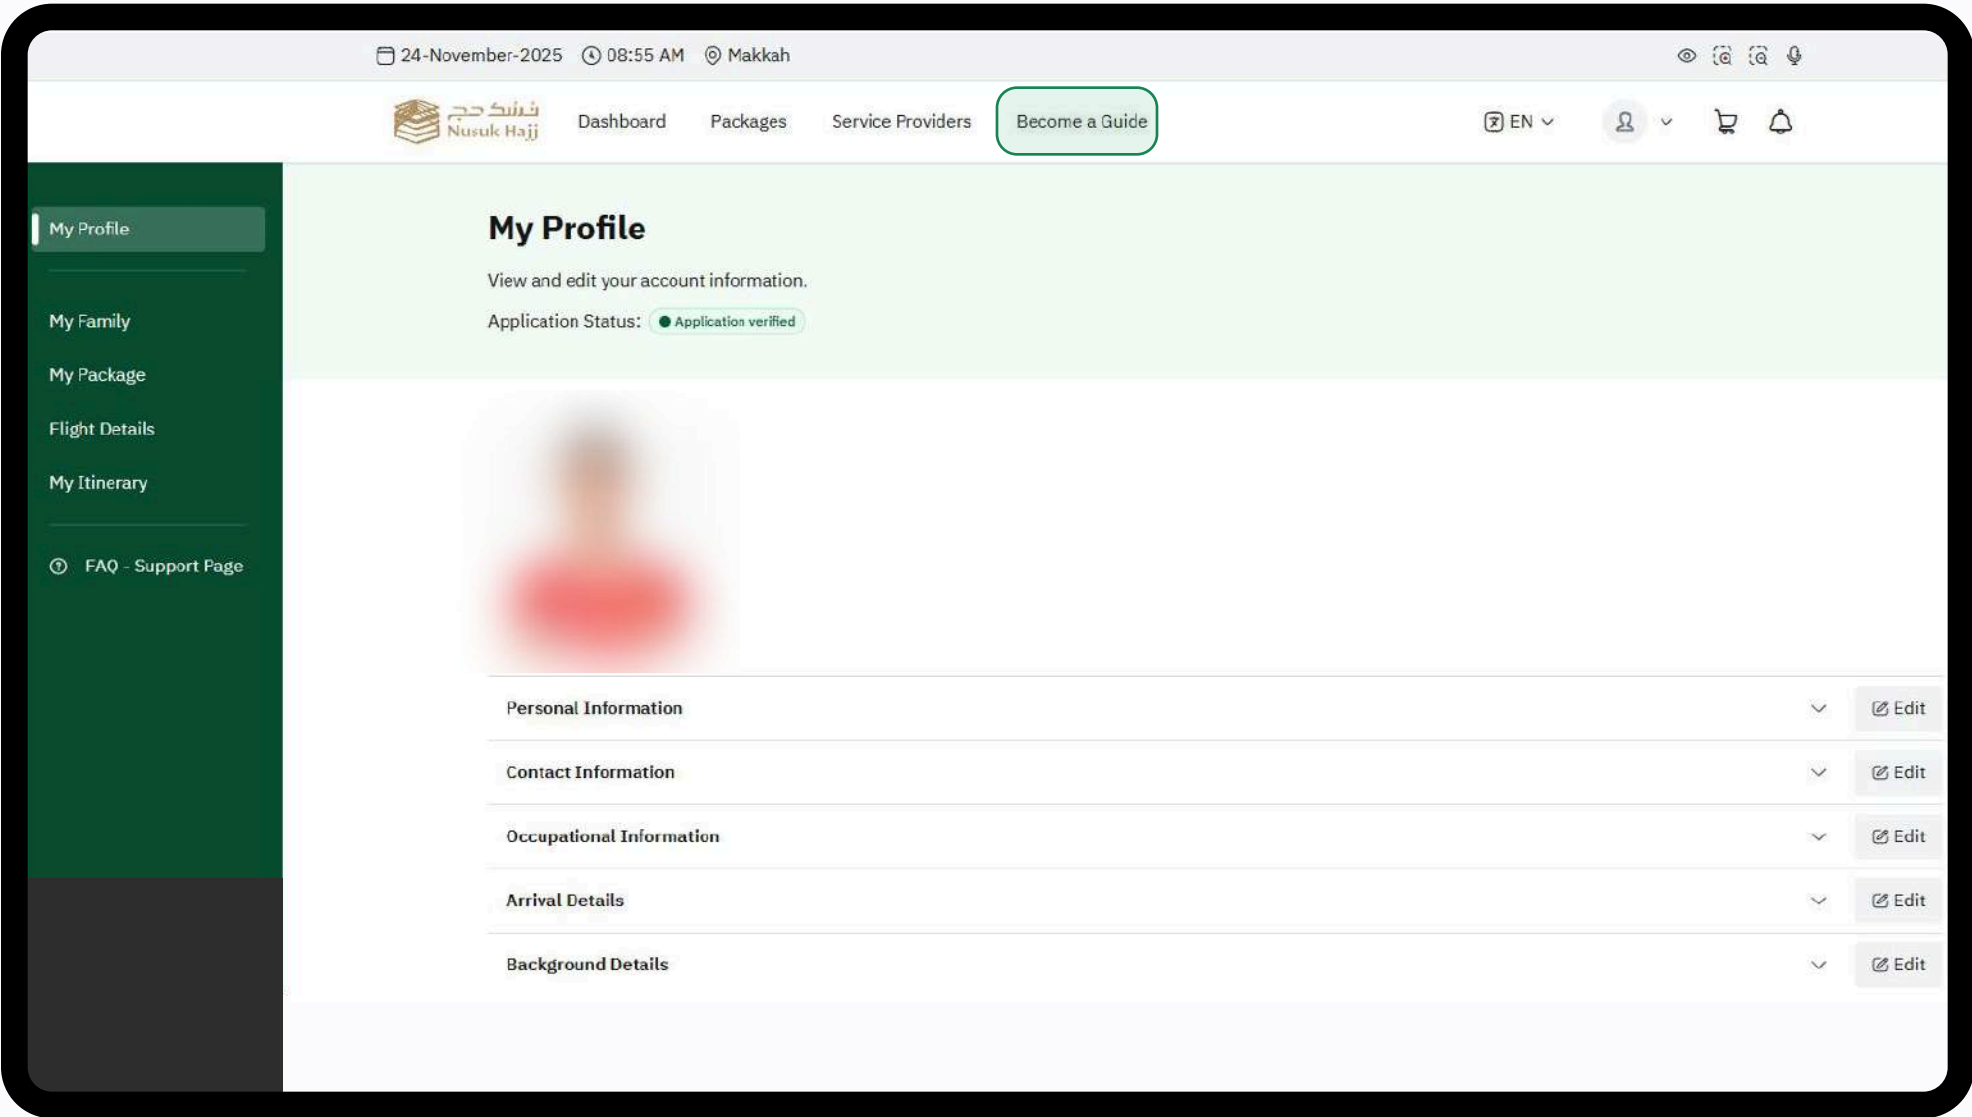 24-November-2025 08:55 AM Makkah
نسك حج
Nusuk Hajj
Dashboard Packages Service Providers Become a Guide EN
My Profile
My Family
My Package
Flight Details
My Itinerary
FAQ - Support Page
My Profile
View and edit your account information.
Application Status: Application verified
Personal Information Edit
Contact Information Edit
Occupational Information Edit
Arrival Details Edit
Background Details Edit